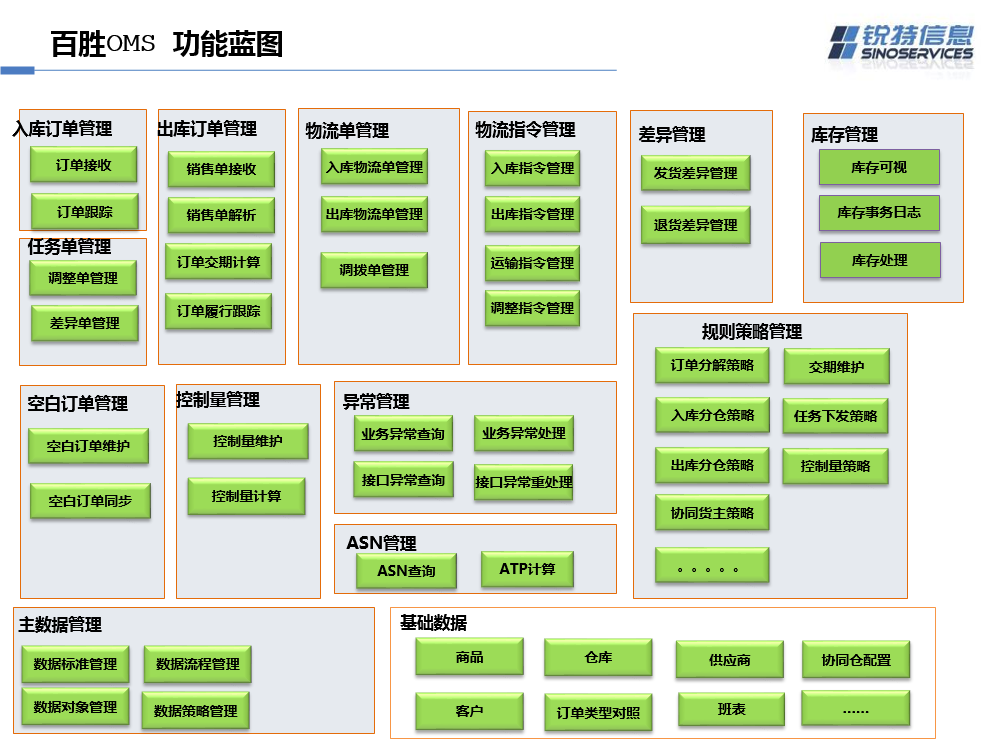 百胜OMS 功能蓝图
锐特信息
SINOSERVICES
入库订单管理
订单接收
订单跟踪
任务单管理
调整单管理
差异单管理
出库订单管理
销售单接收
销售单解析
订单交期计算
订单履行跟踪
物流单管理
入库物流单管理
出库物流单管理
调拨单管理
物流指令管理
入库指令管理
出库指令管理
运输指令管理
调整指令管理
差异管理
发货差异管理
退货差异管理
库存管理
库存可视
库存事务日志
库存处理
空白订单管理
空白订单维护
空白订单同步
控制量管理
控制量维护
控制量计算
异常管理
业务异常查询
业务异常处理
接口异常查询
接口异常重处理
ASN管理
ASN查询
ATP计算
规则策略管理
订单分解策略
交期维护
入库分仓策略
任务下发策略
出库分仓策略
控制量策略
协同货主策略
。。。。。
主数据管理
数据标准管理
数据流程管理
数据对象管理
数据策略管理
基础数据
商品
仓库
供应商
协同仓配置
客户
订单类型对照
班表
......